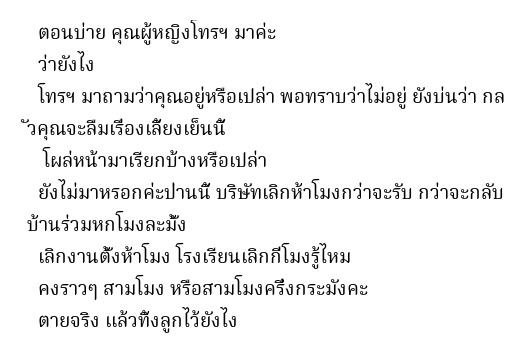 ตอนบ่าย คุณผู้หญิงโทรฯ มาค่ะ
ว่ายังไง
โทรฯ มาถามว่าคุณอยู่หรือเปล่า พอทราบว่าไม่อยู่ ยังบ่นว่า กล
ัวคุณจะลืมเรื่องเลี้ยงเย็นนี้
โผล่หน้ามาเรียกบ้างหรือเปล่า
ยังไม่มาหรอกค่ะปานนี้ บริษัทเลิกห้าโมงกว่าจะรับ กว่าจะกลับ
บ้านร่วมหกโมงละมั้ง
เลิกงานตั้งห้าโมง โรงเรียนเลิกกี่โมงรู้ไหม
คงราวๆ สามโมง หรือสามโมงครึ่งกระมังคะ
ตายจริง แล้วทิ้งลูกไว้ยังไง